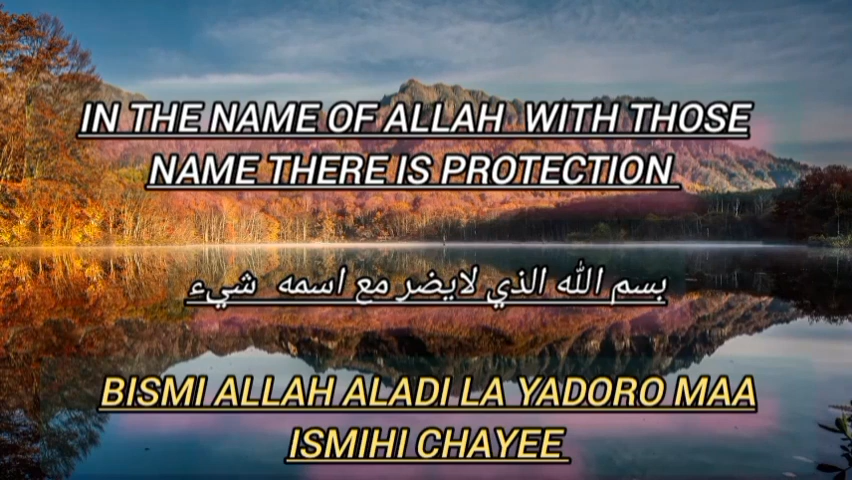 IN THE NAME OF ALLAH WITH THOSE
NAME THERE IS PROTECTION
بسم الله الذي لايضر مع اسمه شيء
BISMI ALLAH ALADI LA YADORO MAA
ISMIHI CHAYEE